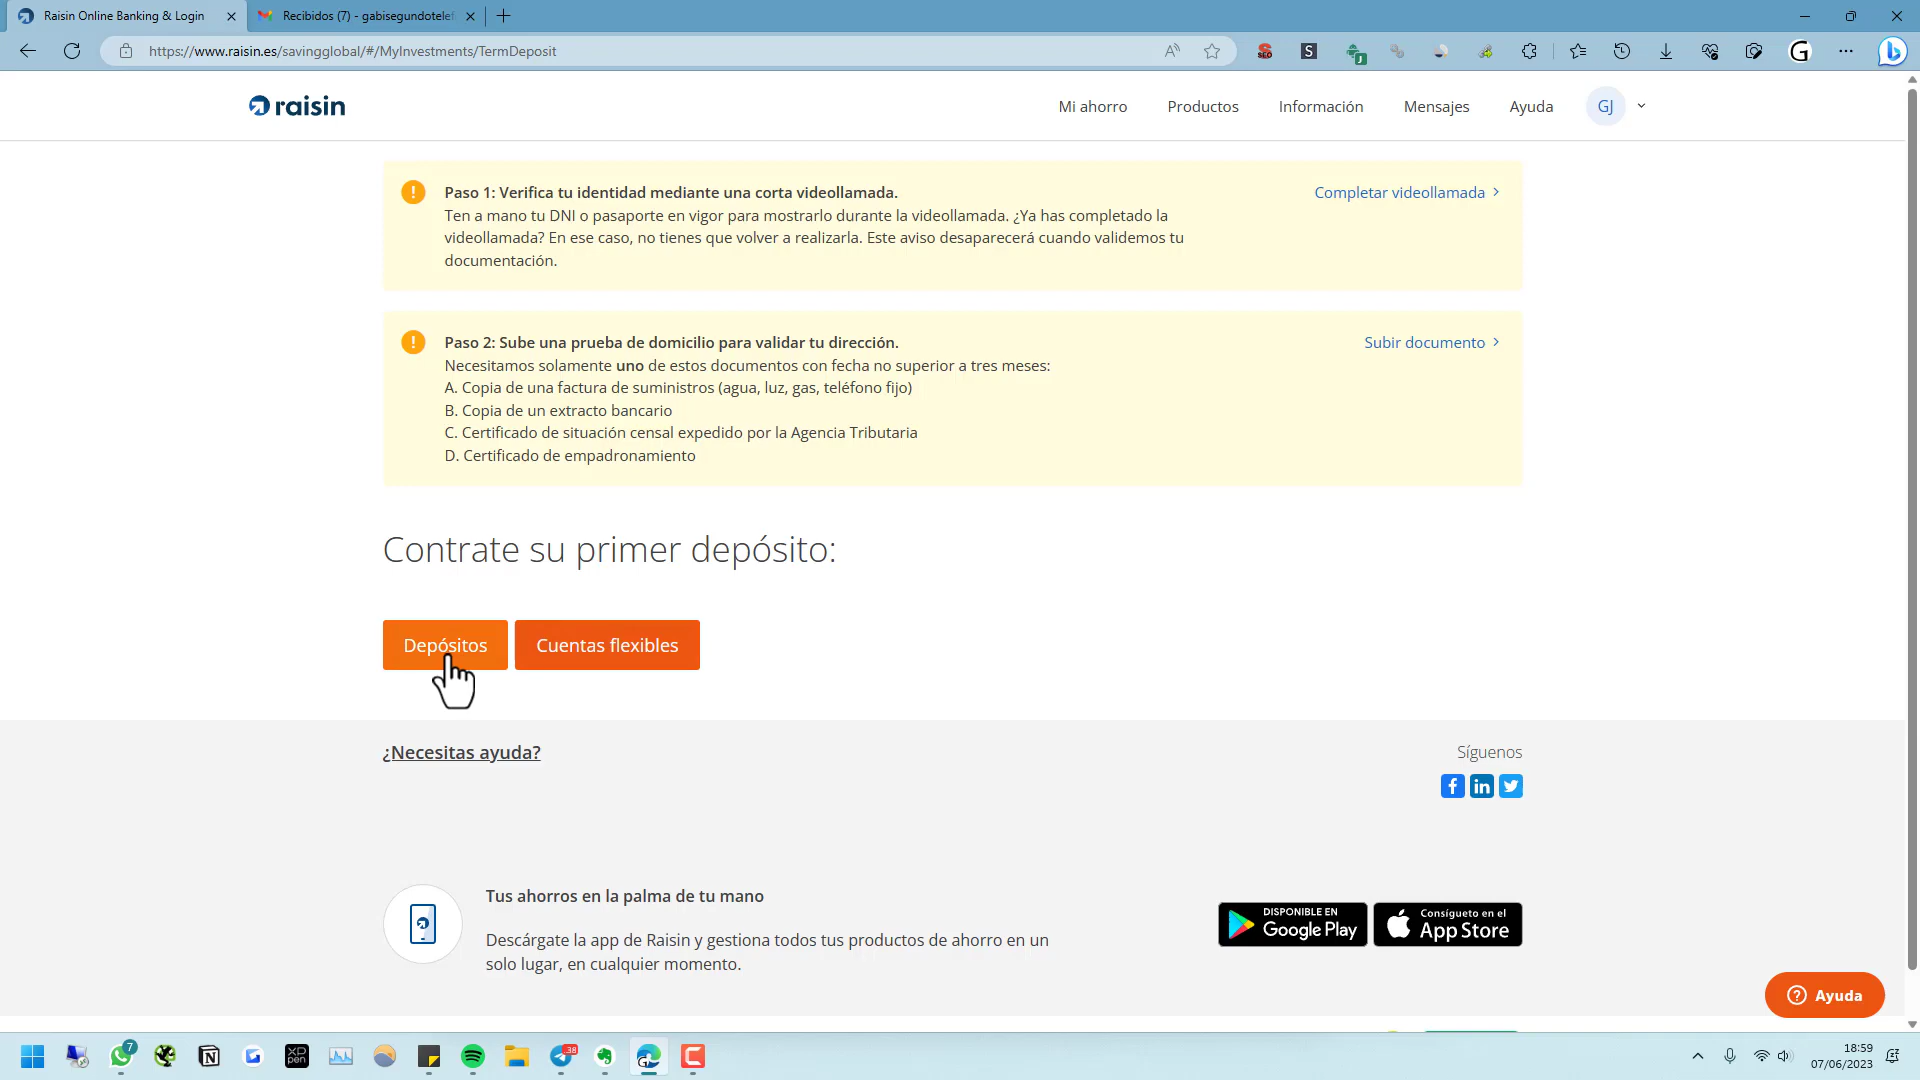 Raisin Online Banking & Login
Recibidos (7) - gabisegundotelef
https://www.raisin.es/savingglobal/#/MyInvestments/TermDeposit
raisin
Mi ahorro
Productos
Información
Mensajes
Ayuda
GJ
Paso 1: Verifica tu identidad mediante una corta videollamada.
Completar videollamada
Ten a mano tu DNI o pasaporte en vigor para mostrarlo durante la videollamada. ¿Ya has completado la
videollamada? En ese caso, no tienes que volver a realizarla. Este aviso desaparecerá cuando validemos tu
documentación.
Paso 2: Sube una prueba de domicilio para validar tu dirección.
Subir documento
Necesitamos solamente uno de estos documentos con fecha no superior a tres meses:
A. Copia de una factura de suministros (agua, luz, gas, teléfono fijo)
B. Copia de un extracto bancario
C. Certificado de situación censal expedido por la Agencia Tributaria
D. Certificado de empadronamiento
Contrate su primer depósito:
Depósitos
Cuentas flexibles
¿Necesitas ayuda?
Síguenos
Tus ahorros en la palma de tu mano
Descárgate la app de Raisin y gestiona todos tus productos de ahorro en un
solo lugar, en cualquier momento.
DISPONIBLE EN
Google Play
Consíguelo en el
App Store
Ayuda
18:59
07/06/2023